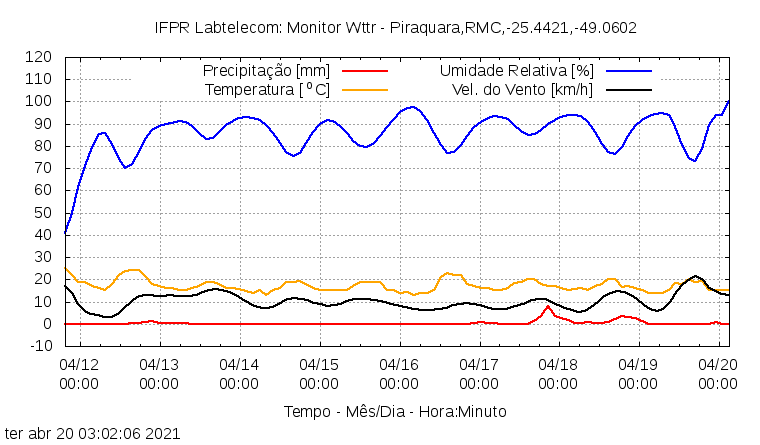 IFPR Labtelecom: Monitor Wttr - Piraquara,RMC,-25.4421,-49.0602
Precipitação [mm]
Temperatura [ ⁰C]
Umidade Relativa [%]
Vel. do Vento [km/h]
120
110
100
90
80
70
60
50
40
30
20
10
0
-10
04/12 04/13 04/14 04/15 04/16 04/17 04/18 04/19 04/20
00:00 00:00 00:00 00:00 00:00 00:00 00:00 00:00 00:00
Tempo - Mês/Dia - Hora:Minuto
ter abr 20 03:02:06 2021